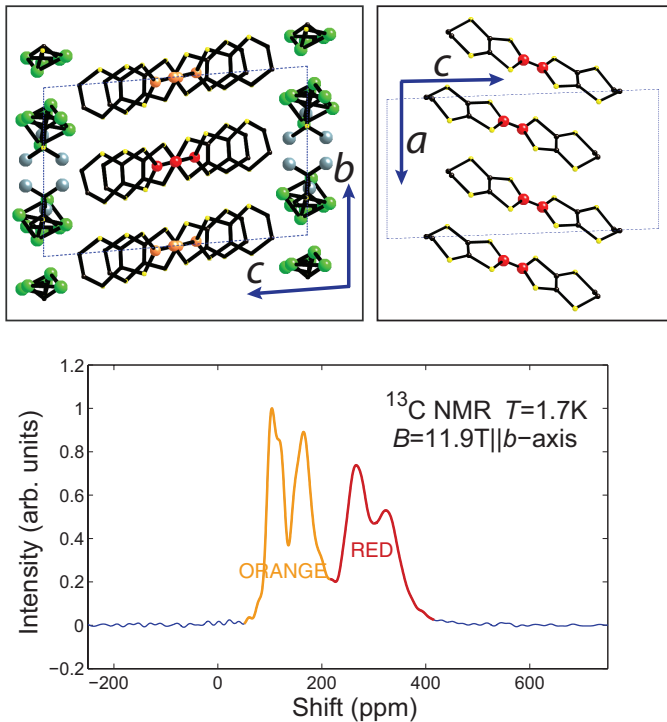 b
c
c
a
¹³C NMR T=1.7K
B=11.9T||b−axis
ORANGE
RED
Intensity (arb. units)
1.2
1
0.8
0.6
0.4
0.2
0
−0.2
−200
0
200
400
600
Shift (ppm)